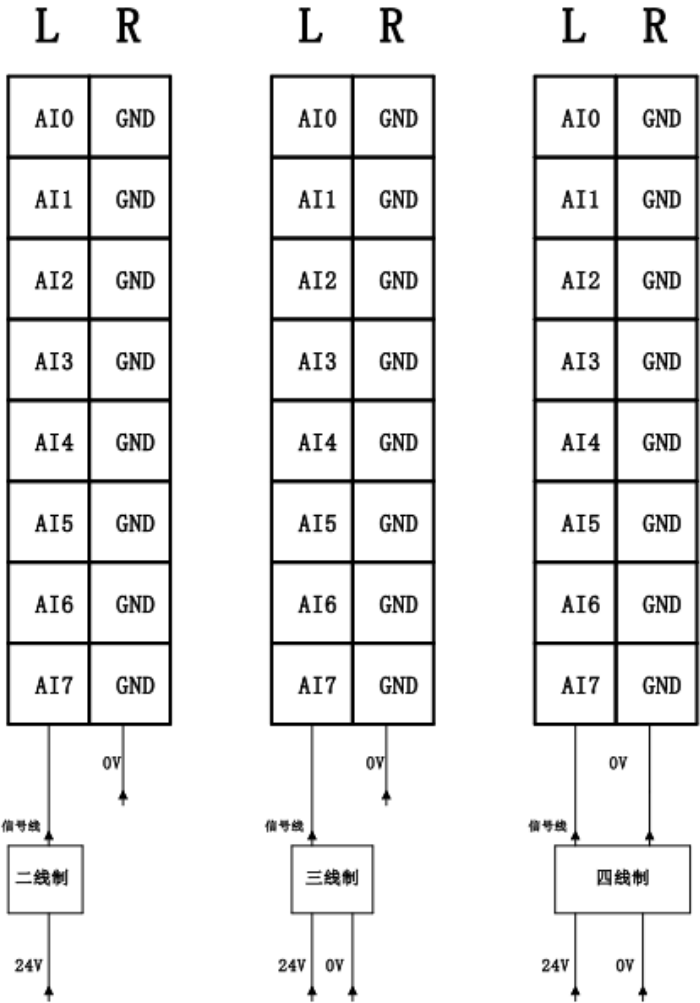 L R L R L R
AI0 GND AI0 GND AI0 GND
AI1 GND AI1 GND AI1 GND
AI2 GND AI2 GND AI2 GND
AI3 GND AI3 GND AI3 GND
AI4 GND AI4 GND AI4 GND
AI5 GND AI5 GND AI5 GND
AI6 GND AI6 GND AI6 GND
AI7 GND AI7 GND AI7 GND
0V 0V 0V
信号线 信号线 信号线
二线制 三线制 四线制
24V 24V 0V 24V 0V